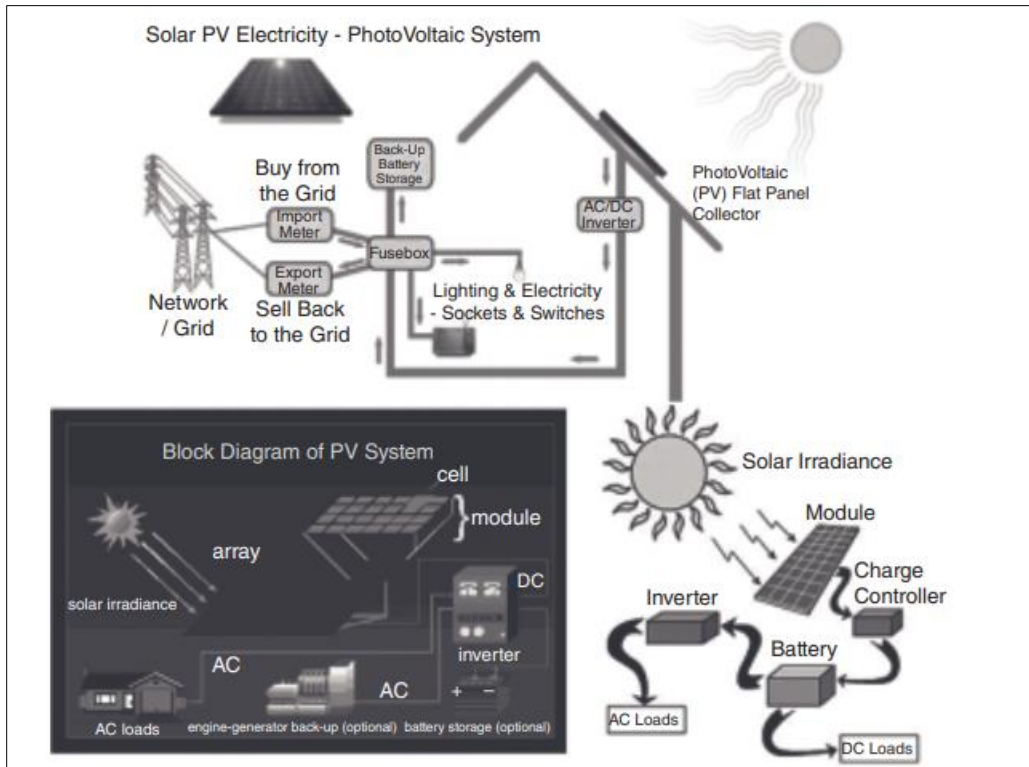 Solar PV Electricity - PhotoVoltaic System
Back-Up
Battery
Storage
Buy from
the Grid
Import
Meter
Fusebox
Export
Meter
Network
/ Grid
Sell Back
to the Grid
Lighting & Electricity
- Sockets & Switches
AC/DC
Inverter
PhotoVoltaic
(PV) Flat Panel
Collector
Block Diagram of PV System
cell
module
array
solar irradiance
DC
inverter
AC
AC
+ −
AC loads
engine-generator back-up (optional)
battery storage (optional)
Solar Irradiance
Module
Charge
Controller
Inverter
Battery
AC Loads
DC Loads